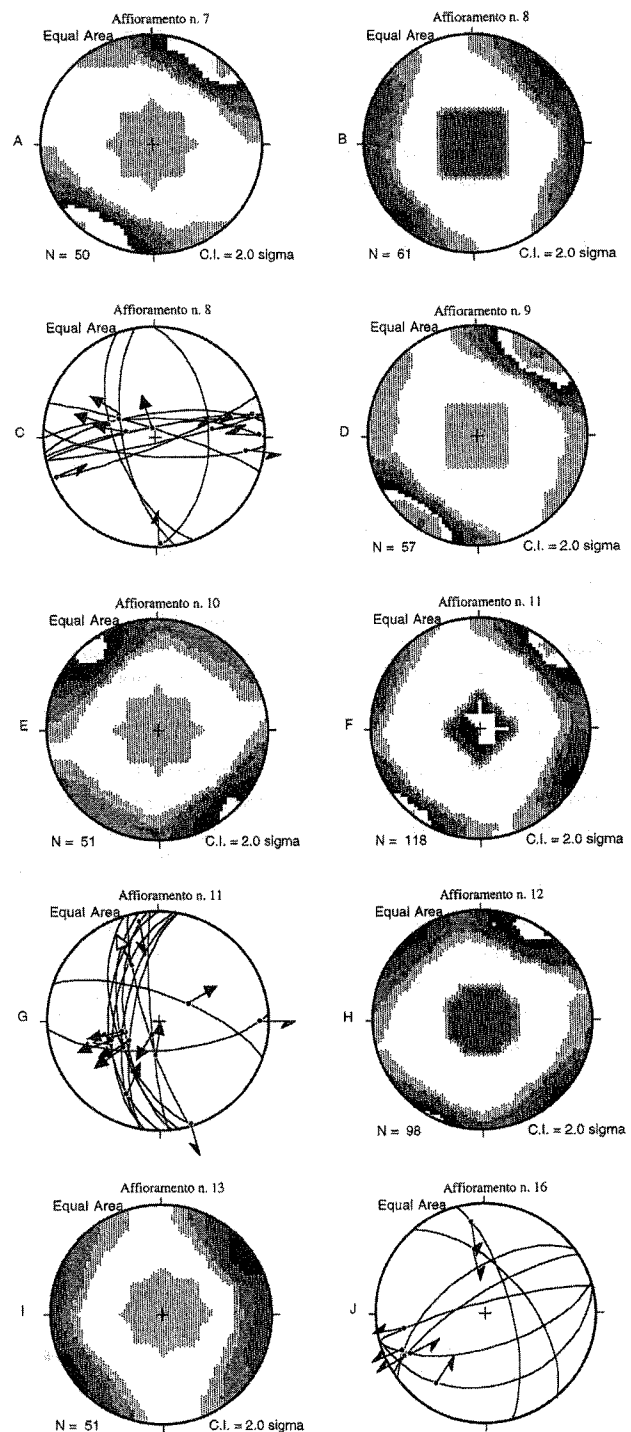 Affioramento n. 7
Equal Area
A
N = 50 C.I. = 2.0 sigma
Affioramento n. 8
Equal Area
B
N = 61 C.I. = 2.0 sigma
Affioramento n. 8
Equal Area
C
Affioramento n. 9
Equal Area
D
N = 57 C.I. = 2.0 sigma
Affioramento n. 10
Equal Area
E
N = 51 C.I. = 2.0 sigma
Affioramento n. 11
Equal Area
F
N = 118 C.I. = 2.0 sigma
Affioramento n. 11
Equal Area
G
Affioramento n. 12
Equal Area
H
N = 98 C.I. = 2.0 sigma
Affioramento n. 13
Equal Area
I
N = 51 C.I. = 2.0 sigma
Affioramento n. 16
Equal Area
J